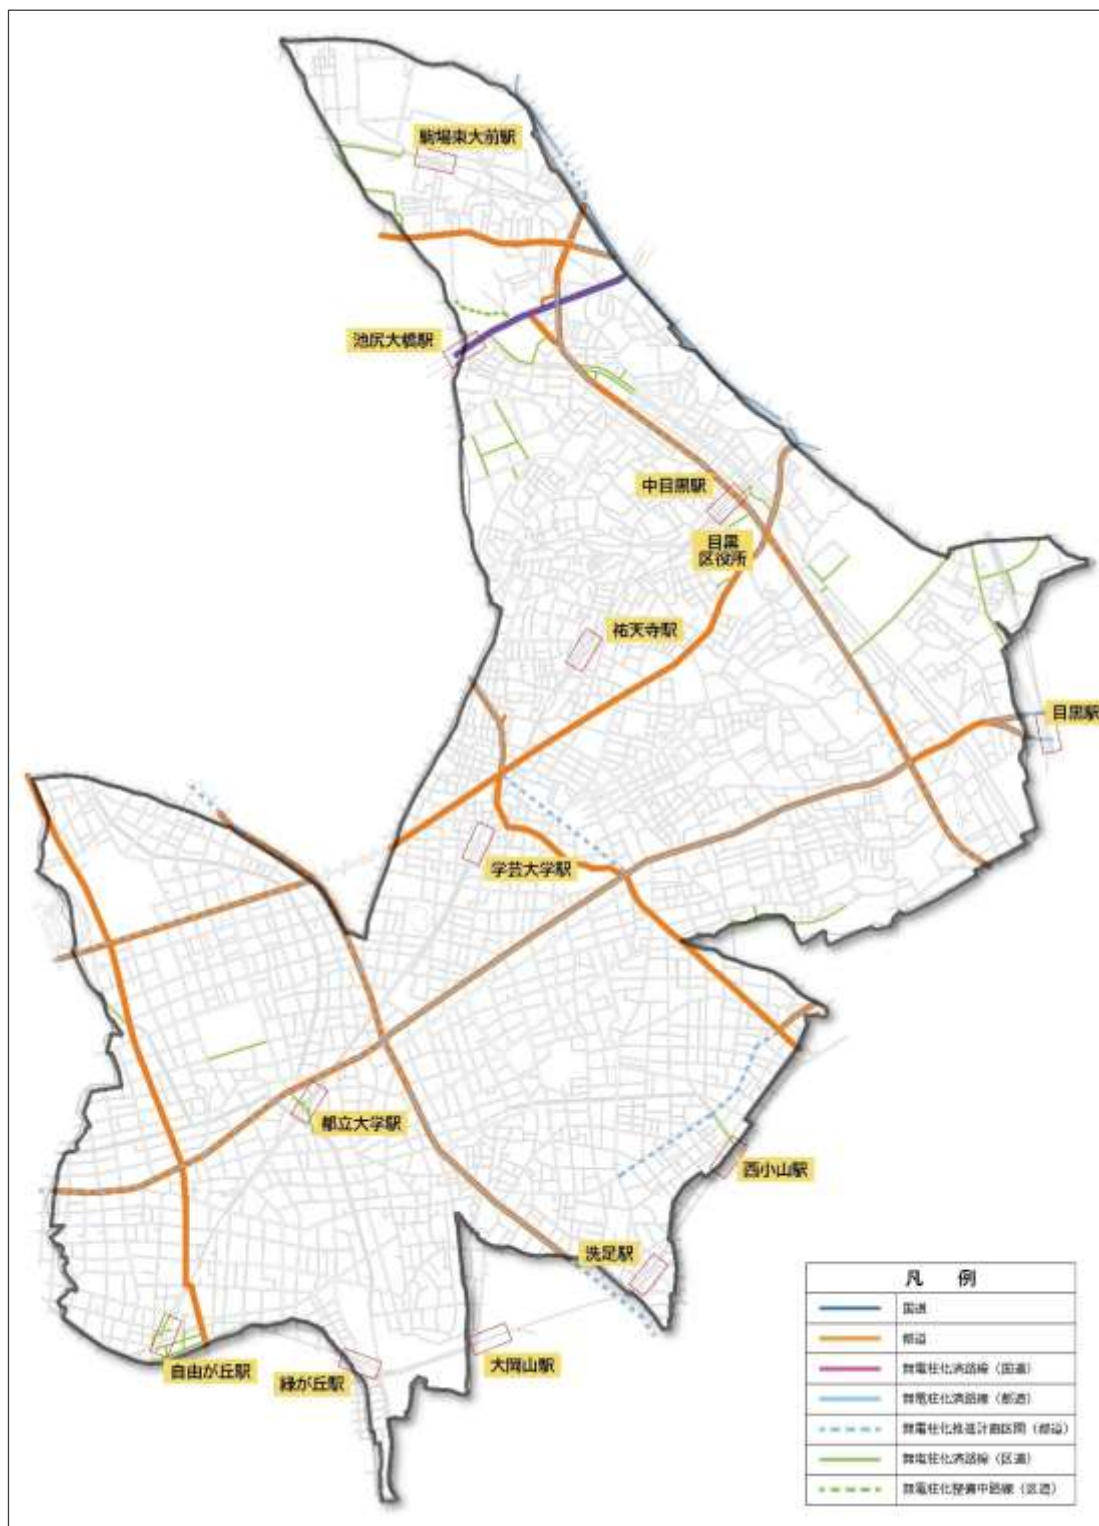 駒場東大前駅
池尻大橋駅
中目黒駅
目黒
区役所
祐天寺駅
目黒駅
学芸大学駅
都立大学駅
西小山駅
洗足駅
大岡山駅
自由が丘駅
緑が丘駅
凡 例
国道
都道
無電柱化済路線（国道）
無電柱化済路線（都道）
無電柱化推進計画区間（都道）
無電柱化済路線（区道）
無電柱化整備中路線（区道）